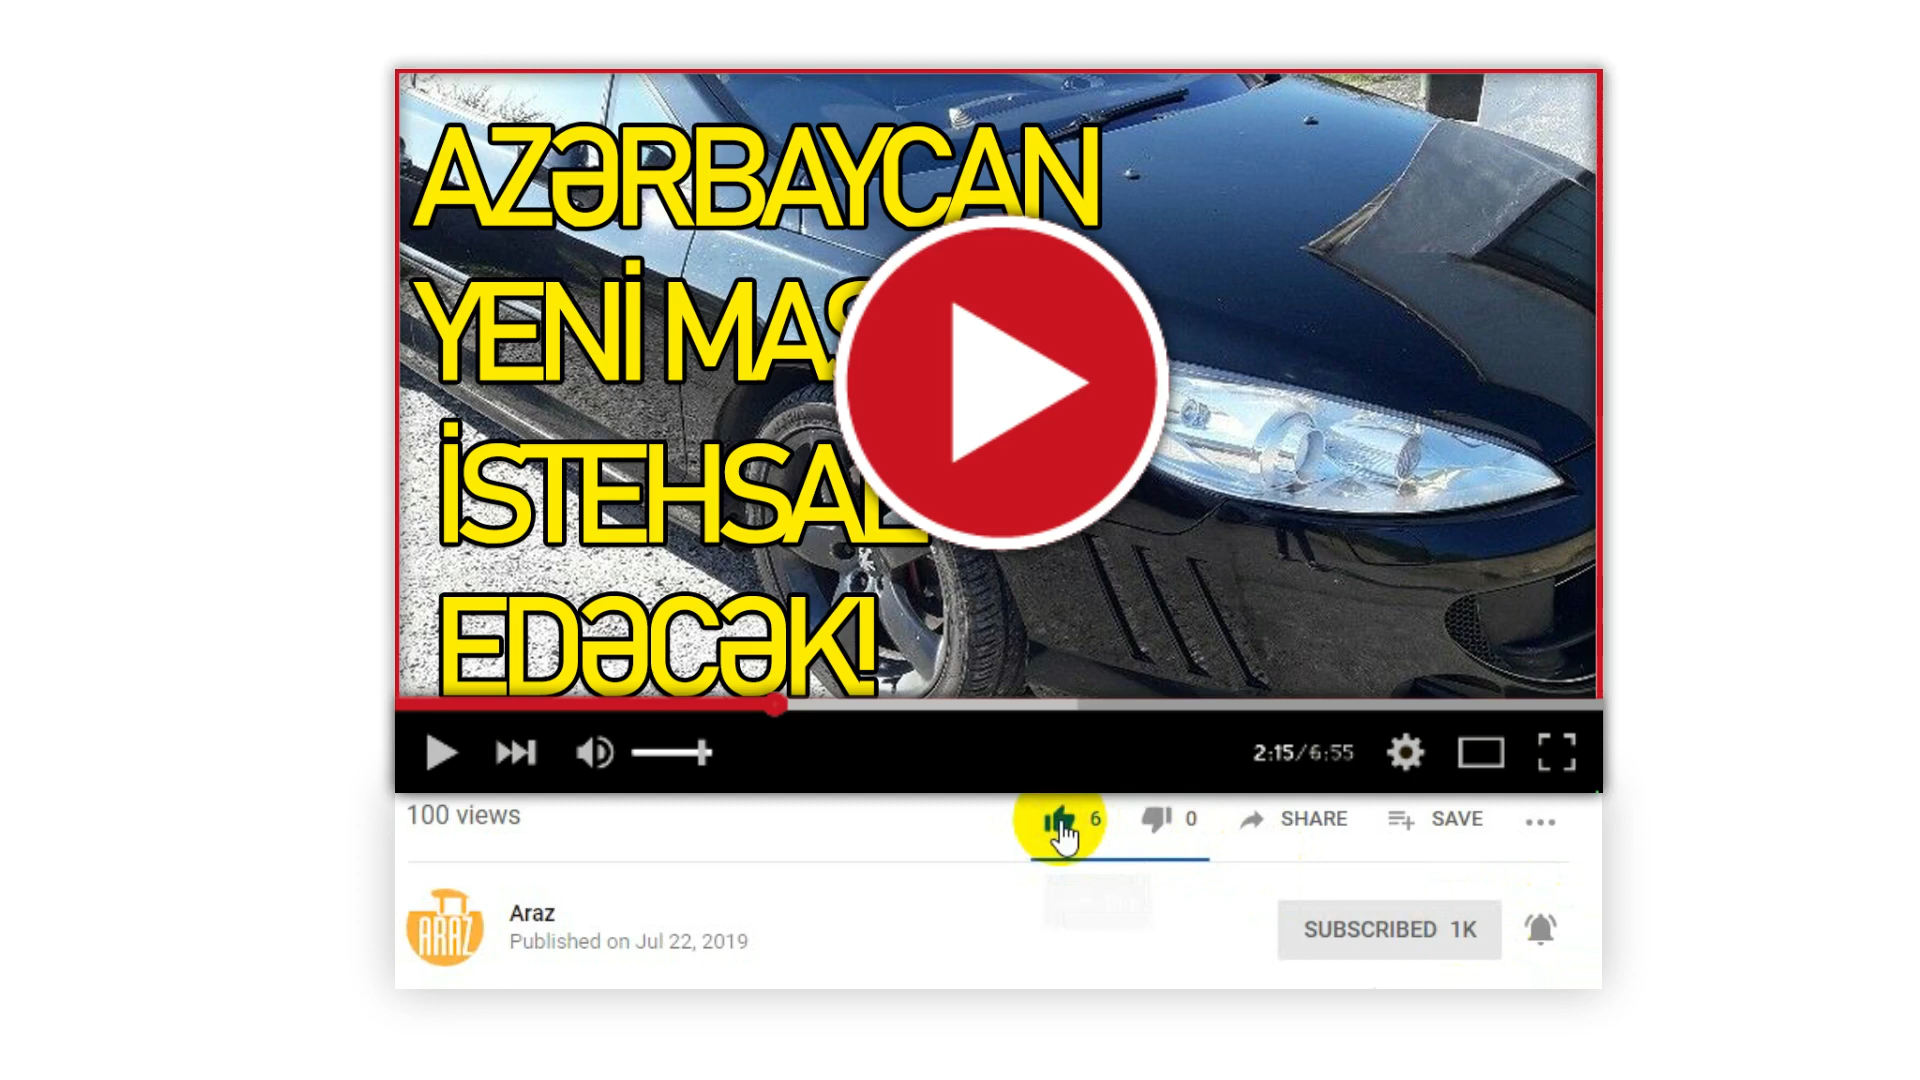 AZƏRBAYCAN
YENİ
İSTEHSAL
EDƏCƏK!
2:15/6:55
100 views
6
0
SHARE
SAVE
ARAZ
Araz
Published on Jul 22, 2019
SUBSCRIBED 1K